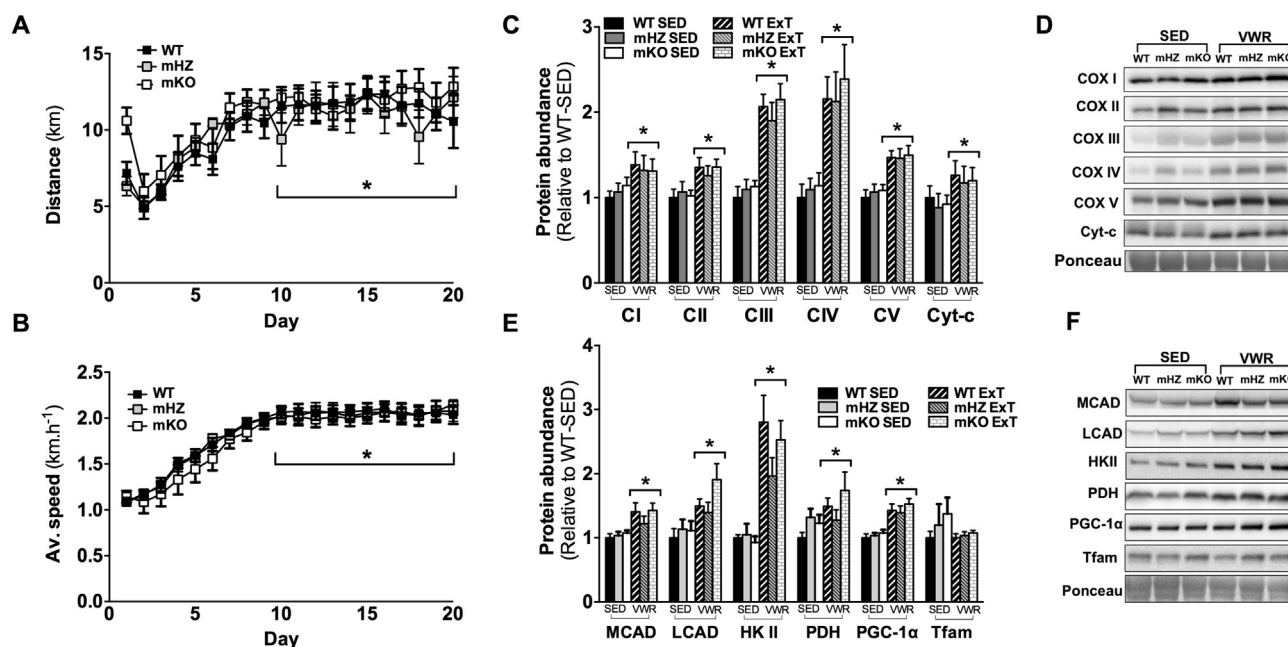 A
WT
mHZ
mKO
15
10
5
0
Distance (km)
*
0 5 10 15 20
Day
B
2.5
2.0
1.5
1.0
0.5
0.0
Av. speed (km.h-1)
WT
mHZ
mKO
*
0 5 10 15 20
Day
C
WT SED WT ExT
mHZ SED mHZ ExT
mKO SED mKO ExT
3
2
1
0
Protein abundance
(Relative to WT-SED)
* * * * * *
SED VWR SED VWR SED VWR SED VWR SED VWR SED VWR
CI CII CIII CIV CV Cyt-c
D
SED VWR
WT mHZ mKO WT mHZ mKO
COX I
COX II
COX III
COX IV
COX V
Cyt-c
Ponceau
E
WT SED WT ExT
mHZ SED mHZ ExT
mKO SED mKO ExT
4
3
2
1
0
Protein abundance
(Relative to WT-SED)
* * * * *
SED VWR SED VWR SED VWR SED VWR SED VWR SED VWR
MCAD LCAD HK II PDH PGC-1α Tfam
F
SED VWR
WT mHZ mKO WT mHZ mKO
MCAD
LCAD
HKII
PDH
PGC-1α
Tfam
Ponceau